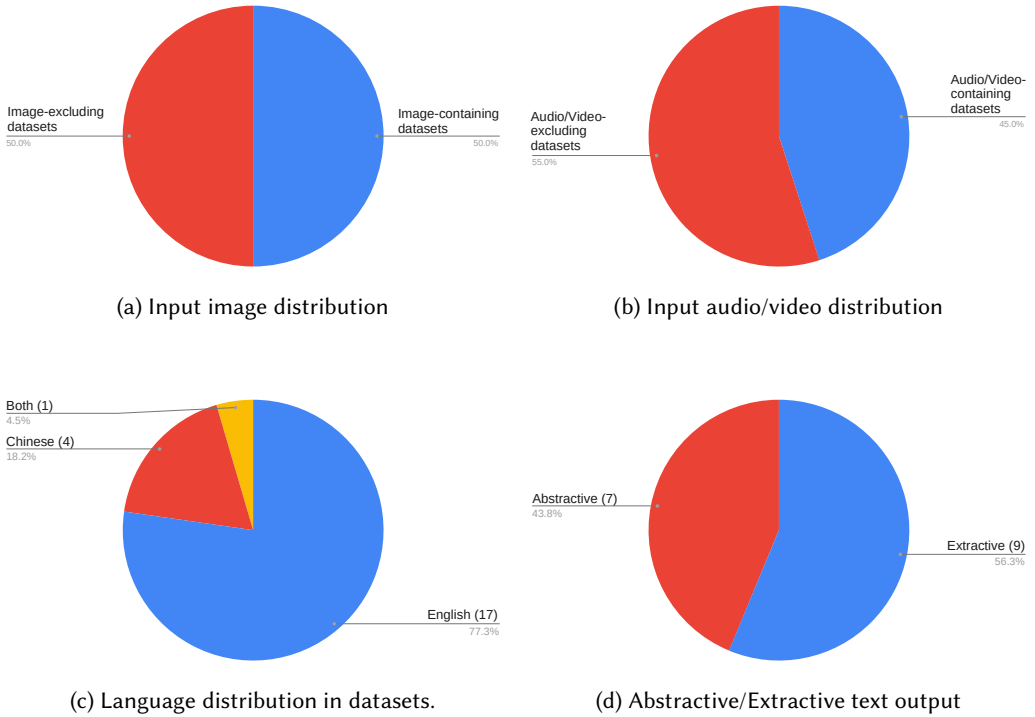 Image-excluding
datasets
50.0%
Image-containing
datasets
50.0%
(a) Input image distribution
Audio/Video-
excluding
datasets
55.0%
Audio/Video-
containing
datasets
45.0%
(b) Input audio/video distribution
Both (1)
4.5%
Chinese (4)
18.2%
English (17)
77.3%
(c) Language distribution in datasets.
Abstractive (7)
43.8%
Extractive (9)
56.3%
(d) Abstractive/Extractive text output